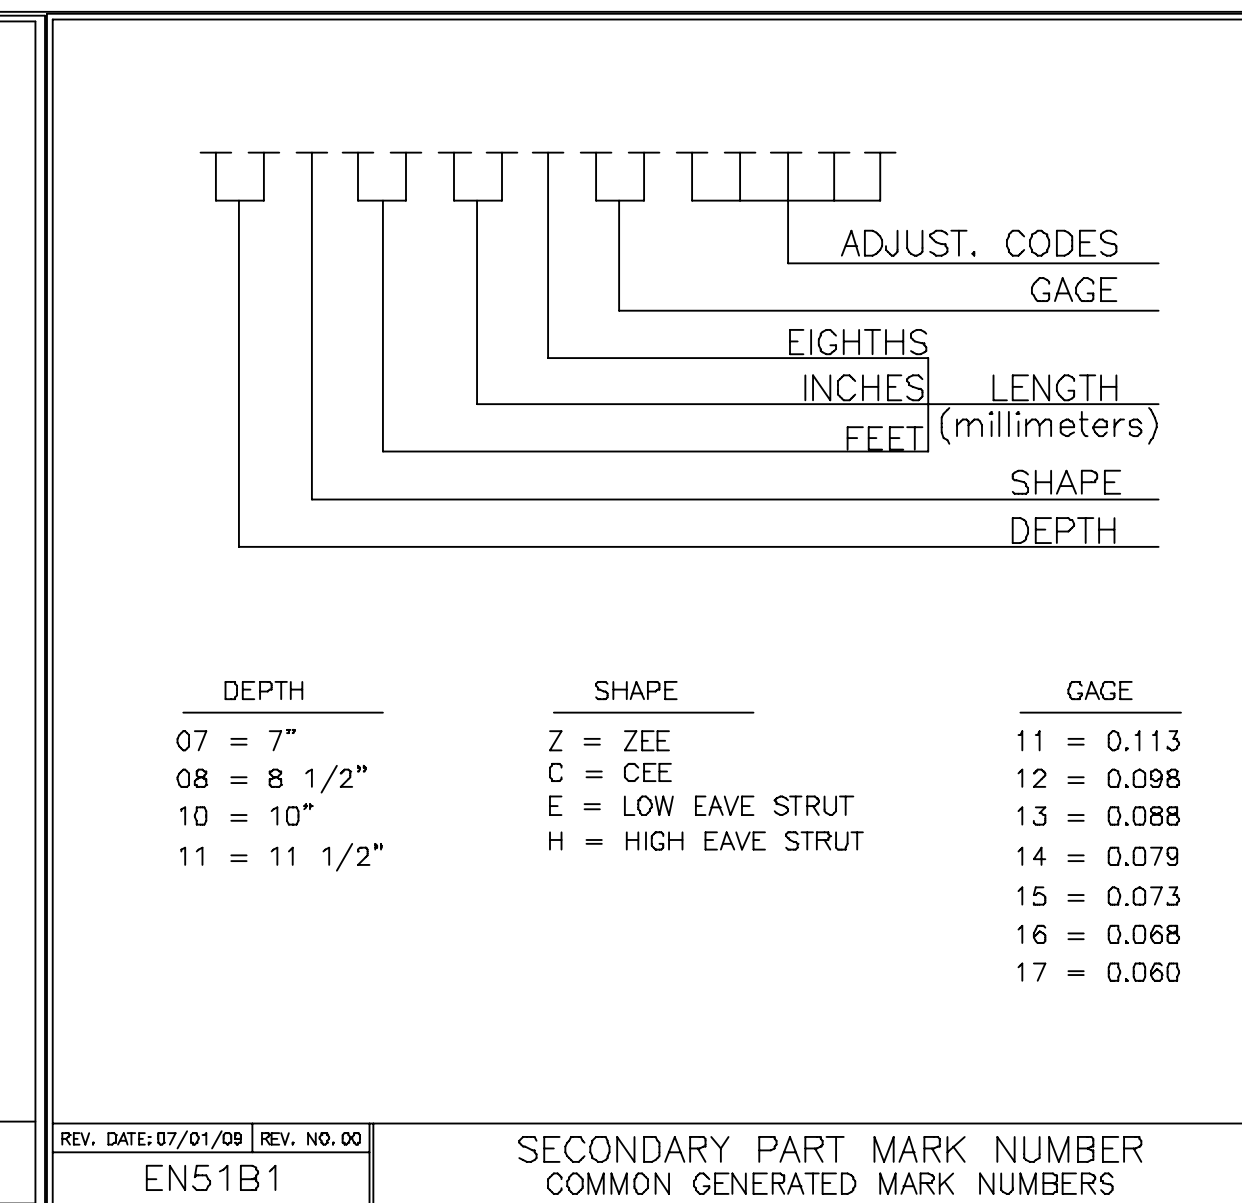 ADJUST. CODES
GAGE
EIGHTHS
INCHES LENGTH
(millimeters)
FEET
SHAPE
DEPTH
DEPTH
07 = 7"
08 = 8 1/2"
10 = 10"
11 = 11 1/2"
SHAPE
Z = ZEE
C = CEE
E = LOW EAVE STRUT
H = HIGH EAVE STRUT
GAGE
11 = 0.113
12 = 0.098
13 = 0.088
14 = 0.079
15 = 0.073
16 = 0.068
17 = 0.060
REV. DATE: 07/01/09 REV. NO. 00
EN51B1
SECONDARY PART MARK NUMBER
COMMON GENERATED MARK NUMBERS